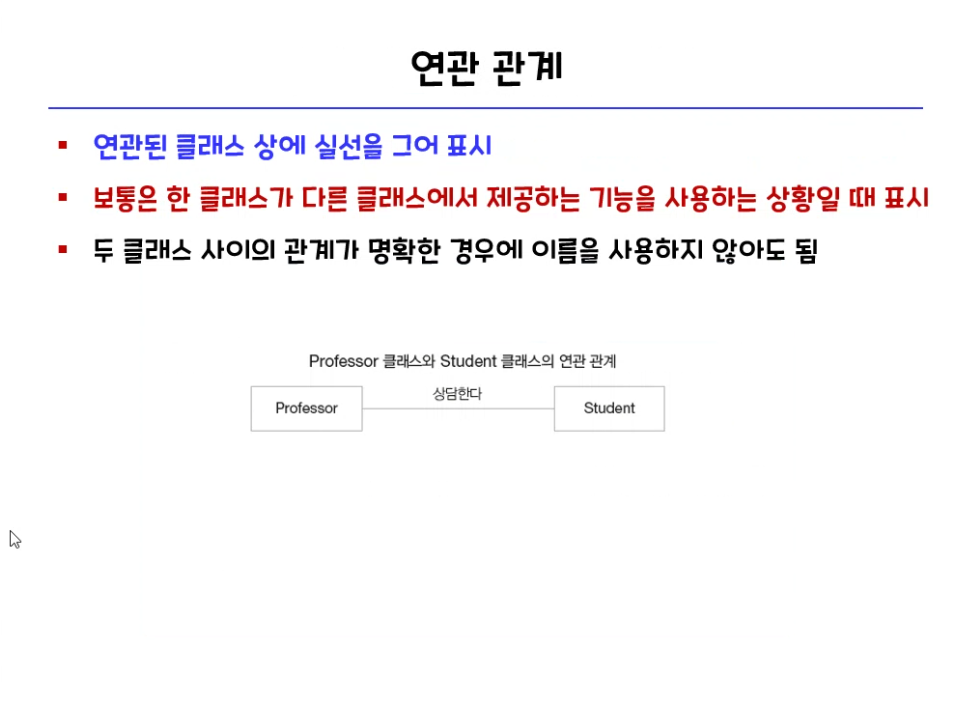 연관 관계
▪ 연관된 클래스 상에 실선을 그어 표시
▪ 보통은 한 클래스가 다른 클래스에서 제공하는 기능을 사용하는 상황일 때 표시
▪ 두 클래스 사이의 관계가 명확한 경우에 이름을 사용하지 않아도 됨
Professor 클래스와 Student 클래스의 연관 관계
상담한다
Professor Student